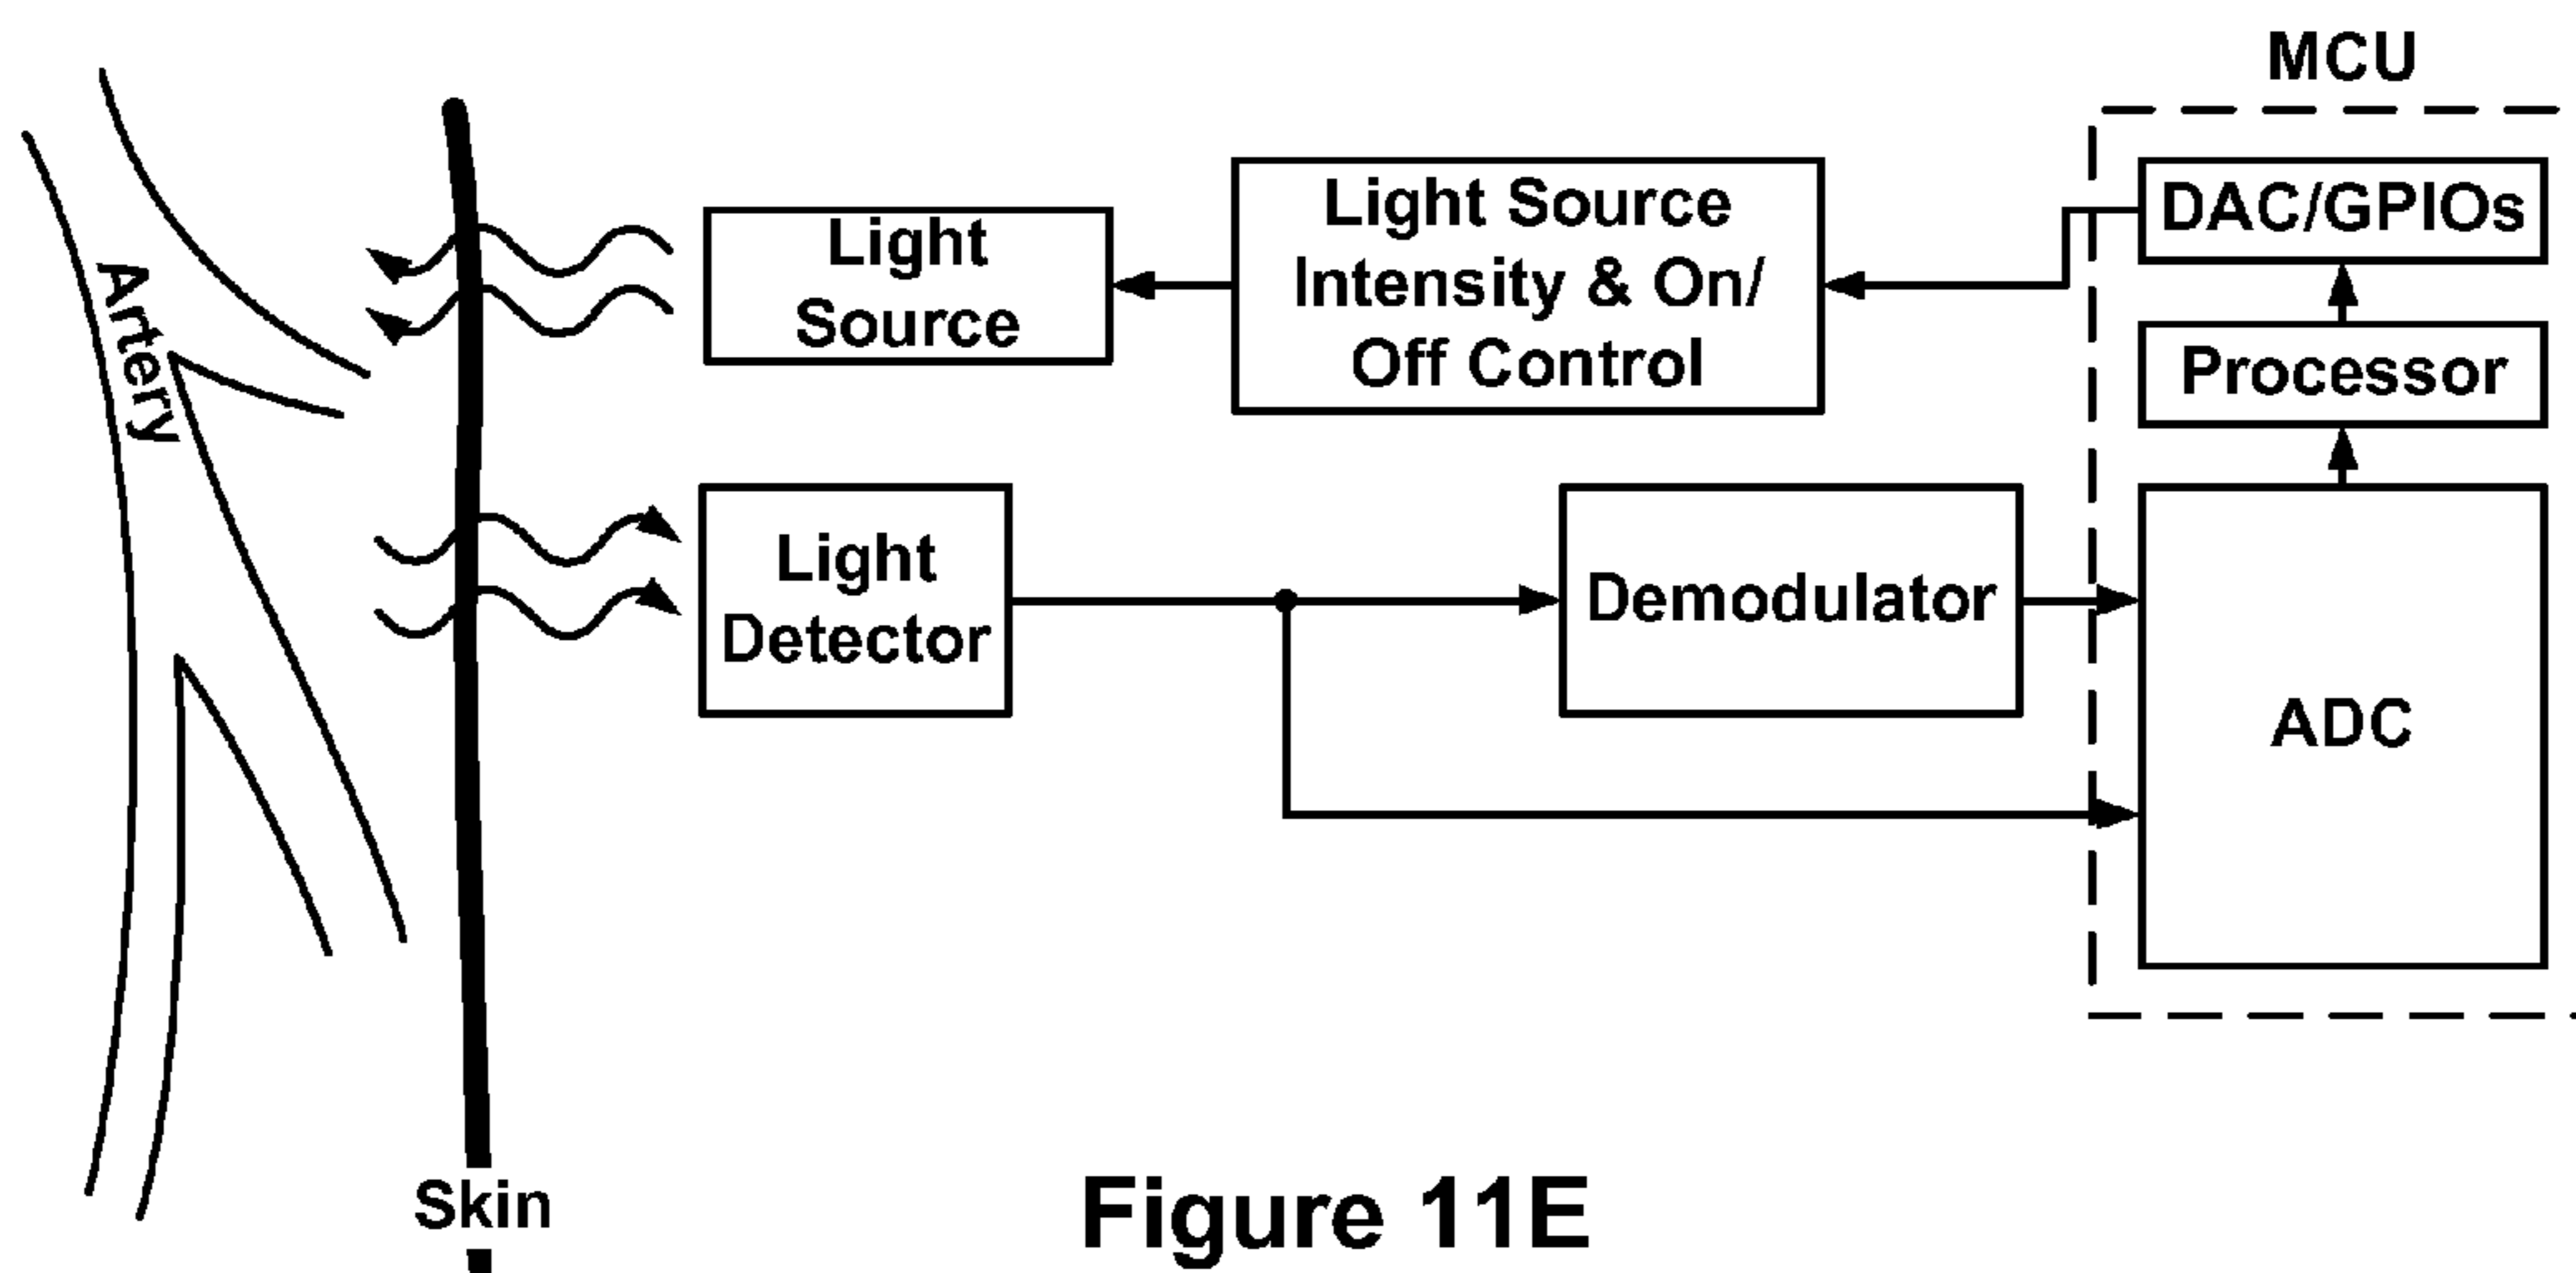 MCU
Light Source
Intensity & On/
Off Control
DAC/GPIOs
Light
Source
Processor
Artery
Light
Detector
Demodulator
ADC
Skin
Figure 11E